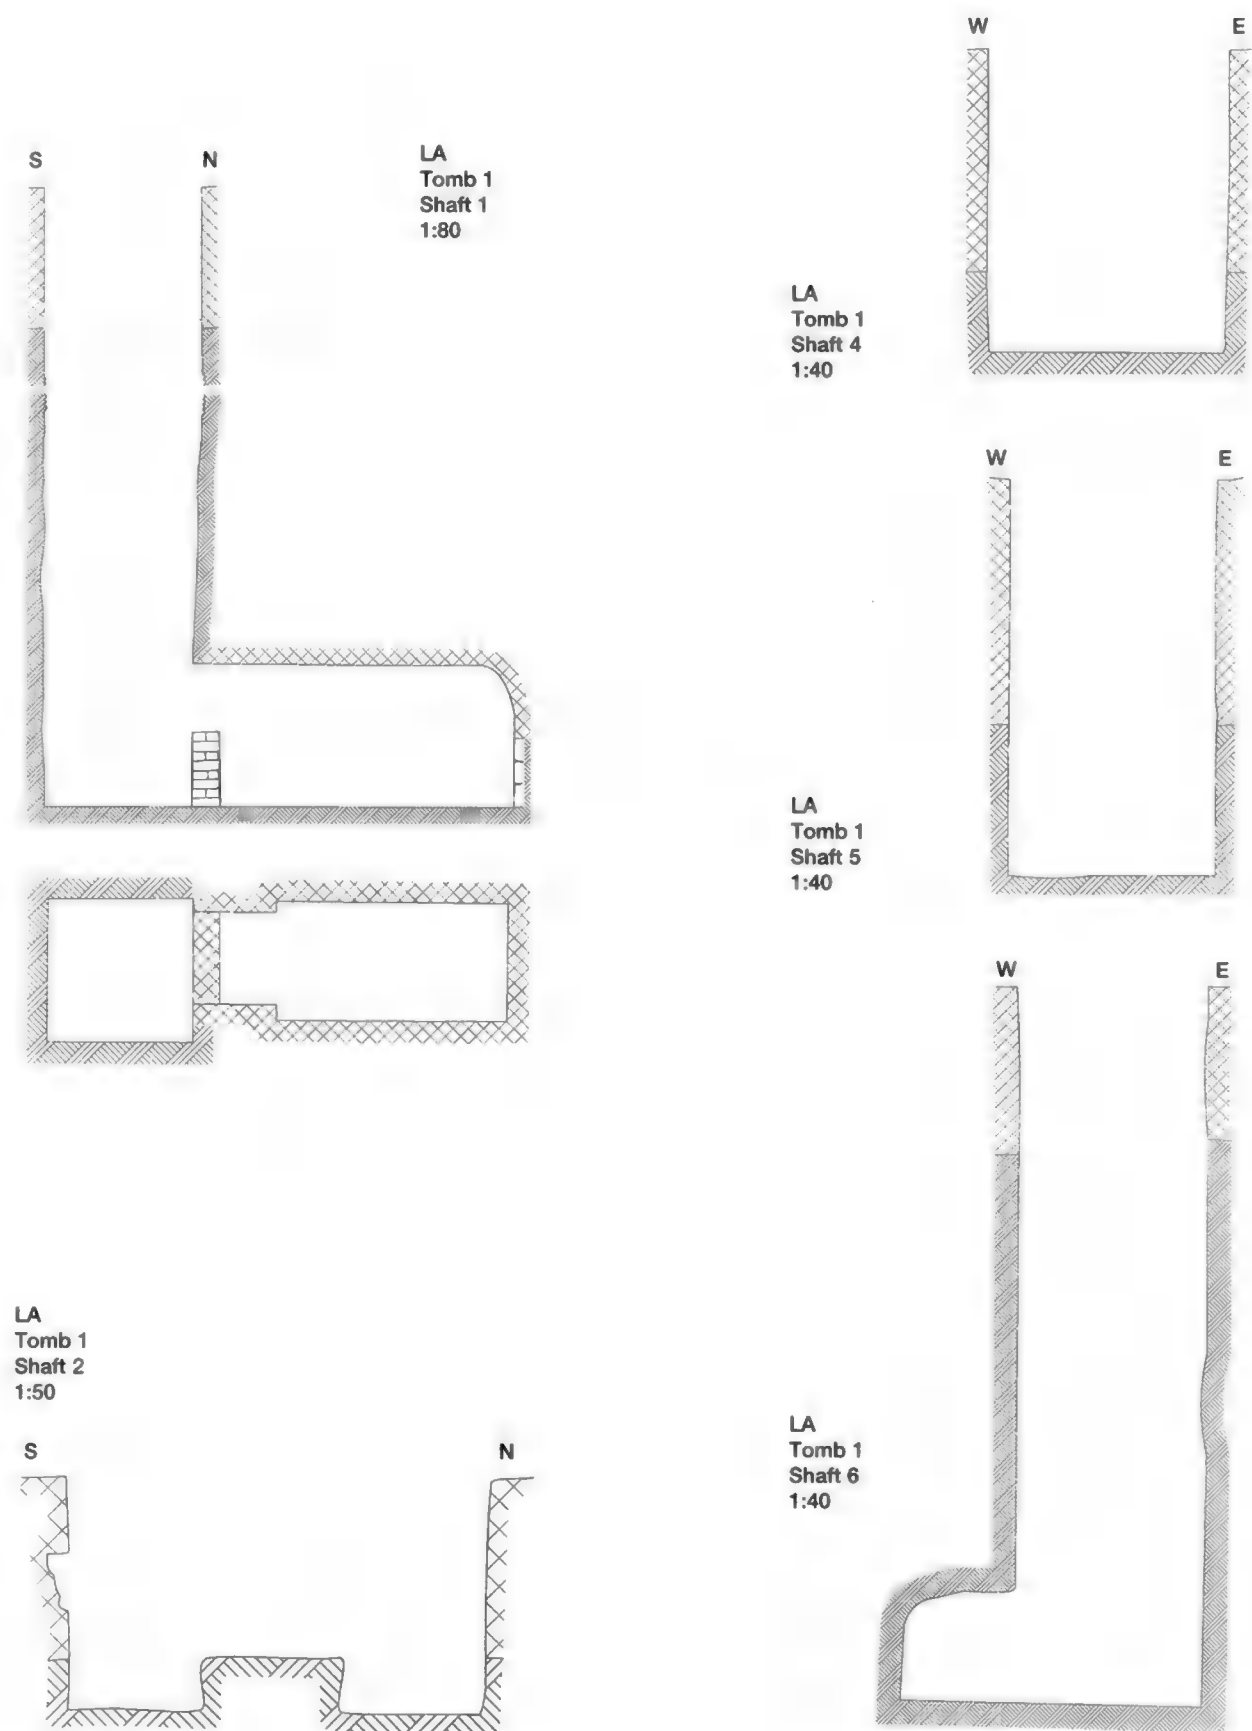 S N
LA
Tomb 1
Shaft 1
1:80
W E
LA
Tomb 1
Shaft 4
1:40
W E
LA
Tomb 1
Shaft 5
1:40
W E
LA
Tomb 1
Shaft 6
1:40
LA
Tomb 1
Shaft 2
1:50
S N